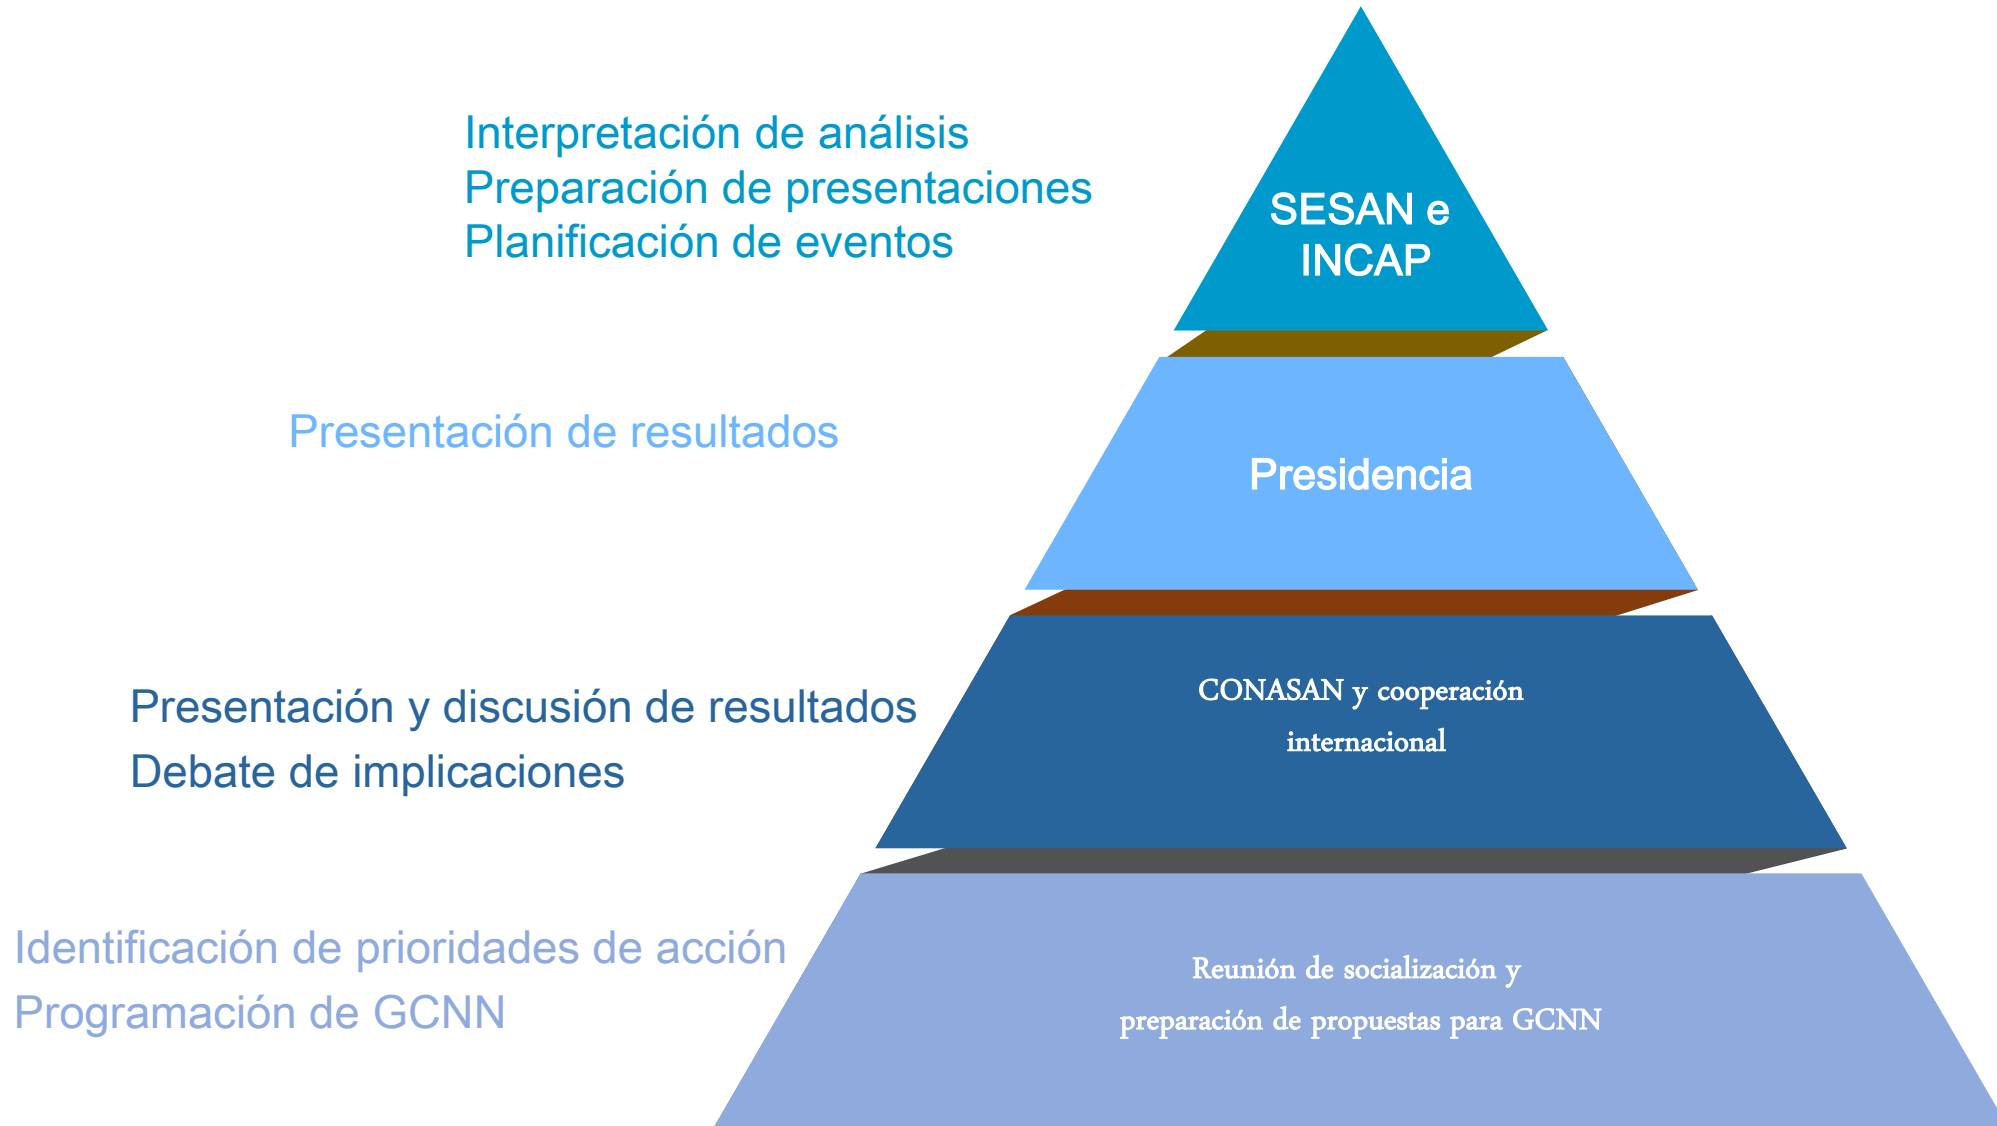 Interpretación de análisis
Preparación de presentaciones
Planificación de eventos
SESAN e
INCAP
Presentación de resultados
Presidencia
Presentación y discusión de resultados
Debate de implicaciones
CONASAN y cooperación
internacional
Identificación de prioridades de acción
Programación de GCNN
Reunión de socialización y
preparación de propuestas para GCNN